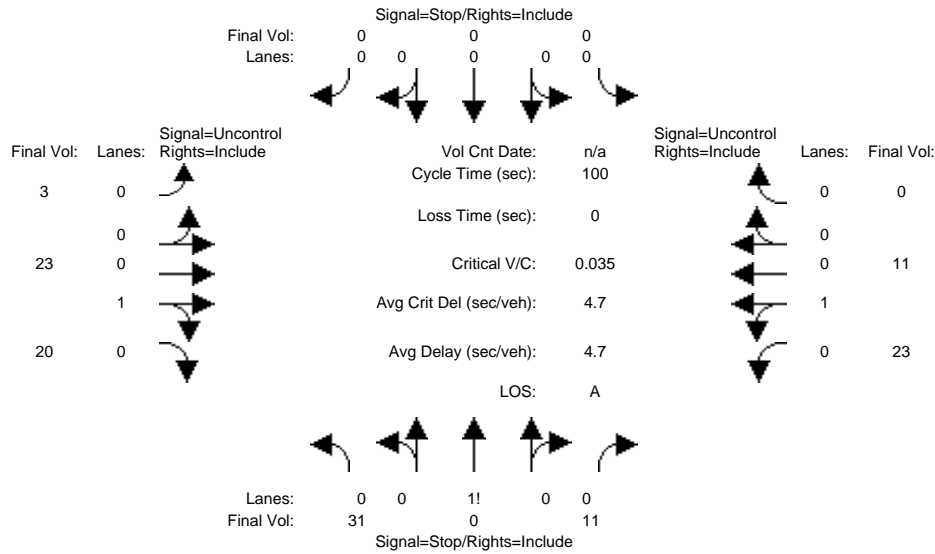 Signal=Stop/Rights=Include
Final Vol: 0 0 0
Lanes: 0 0 0 0 0
Signal=Uncontrol
Final Vol: Lanes: Rights=Include
Vol Cnt Date: n/a
Signal=Uncontrol
Rights=Include Lanes: Final Vol:
Cycle Time (sec): 100
3 0
0 0
Loss Time (sec): 0
0
0
23 0
Critical V/C: 0.035
0 11
1
Avg Crit Del (sec/veh): 4.7
1
20 0
Avg Delay (sec/veh): 4.7
0 23
LOS: A
Lanes: 0 0 1! 0 0
Final Vol: 31 0 11
Signal=Stop/Rights=Include